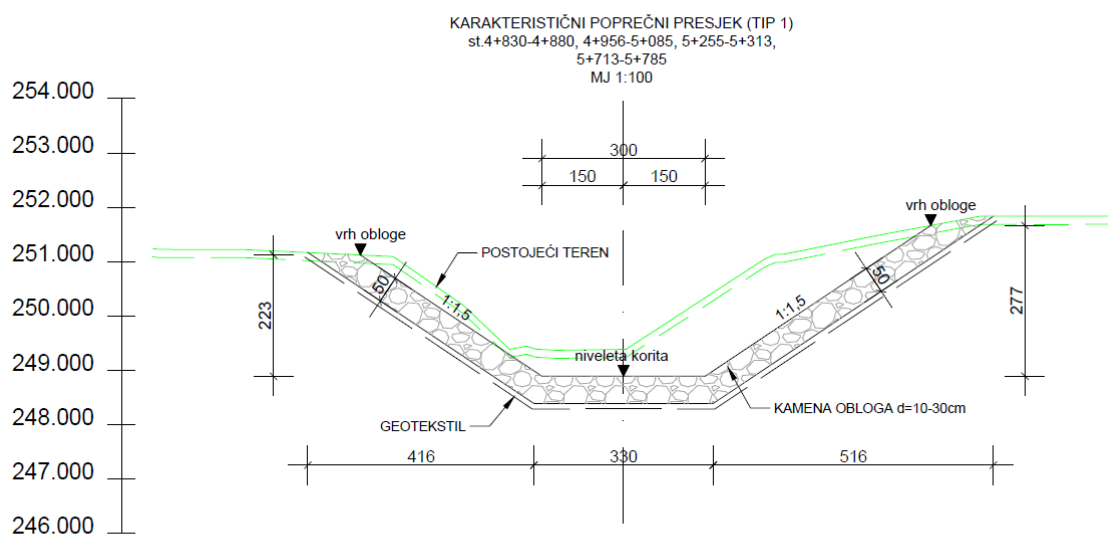 KARAKTERISTIČNI POPREČNI PRESJEK (TIP 1)
st.4+830-4+880, 4+956-5+085, 5+255-5+313,
5+713-5+785
MJ 1:100
254.000
253.000
252.000
251.000
250.000
249.000
248.000
247.000
246.000
300
150
150
vrh obloge
vrh obloge
POSTOJEĆI TEREN
50
50
1:1,5
1:1,5
223
277
niveleta korita
GEOTEKSTIL
KAMENA OBLOGA d=10-30cm
416
330
516